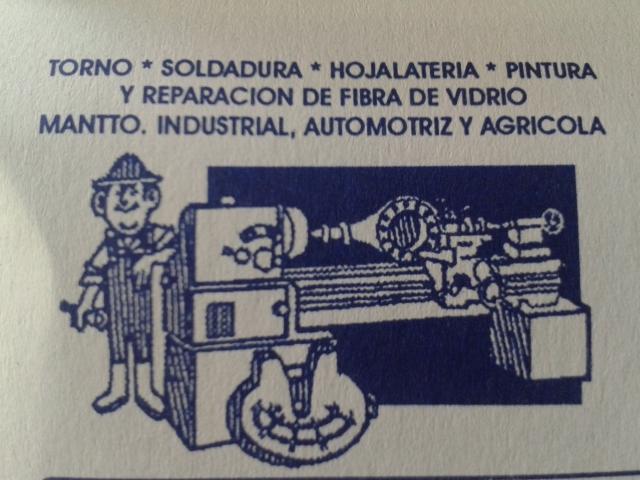 TORNO * SOLDADURA * HOJALATERIA * PINTURA
Y REPARACION DE FIBRA DE VIDRIO
MANTTO. INDUSTRIAL, AUTOMOTRIZ Y AGRICOLA